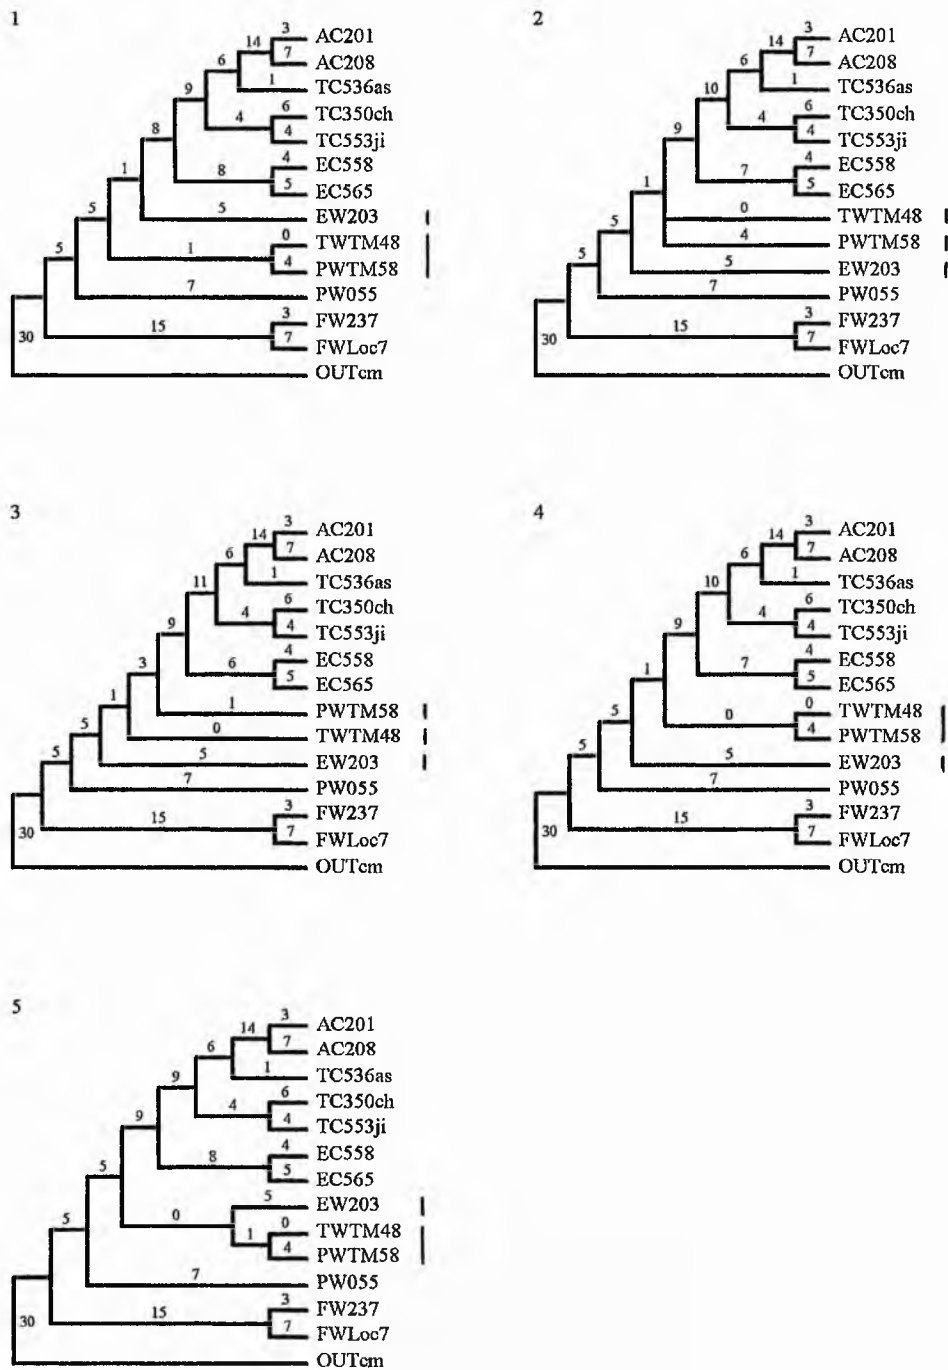 1
3
AC201
14
7
AC208
6
1
TC536as
9
6
TC350ch
4
4
TC553ji
8
4
EC558
8
5
EC565
1
5
EW203
5
0
TWTM48
1
4
PWTM58
5
7
PW055
3
FW237
30
15
7
FWLoc7
OUTcm
2
3
AC201
14
7
AC208
6
1
TC536as
10
6
TC350ch
4
4
TC553ji
9
4
EC558
7
5
EC565
1
0
TWTM48
4
PWTM58
5
5
EW203
5
7
PW055
3
FW237
30
15
7
FWLoc7
OUTcm
3
3
AC201
14
7
AC208
6
1
TC536as
11
6
TC350ch
4
4
TC553ji
9
4
EC558
6
5
EC565
3
1
PWTM58
1
0
TWTM48
5
5
EW203
5
7
PW055
3
FW237
30
15
7
FWLoc7
OUTcm
4
3
AC201
14
7
AC208
6
1
TC536as
10
6
TC350ch
4
4
TC553ji
9
4
EC558
7
5
EC565
1
0
TWTM48
0
4
PWTM58
5
5
EW203
5
7
PW055
3
FW237
30
15
7
FWLoc7
OUTcm
5
3
AC201
14
7
AC208
6
1
TC536as
9
6
TC350ch
4
4
TC553ji
9
4
EC558
8
5
EC565
5
5
EW203
0
0
TWTM48
1
4
PWTM58
5
7
PW055
3
FW237
30
15
7
FWLoc7
OUTcm